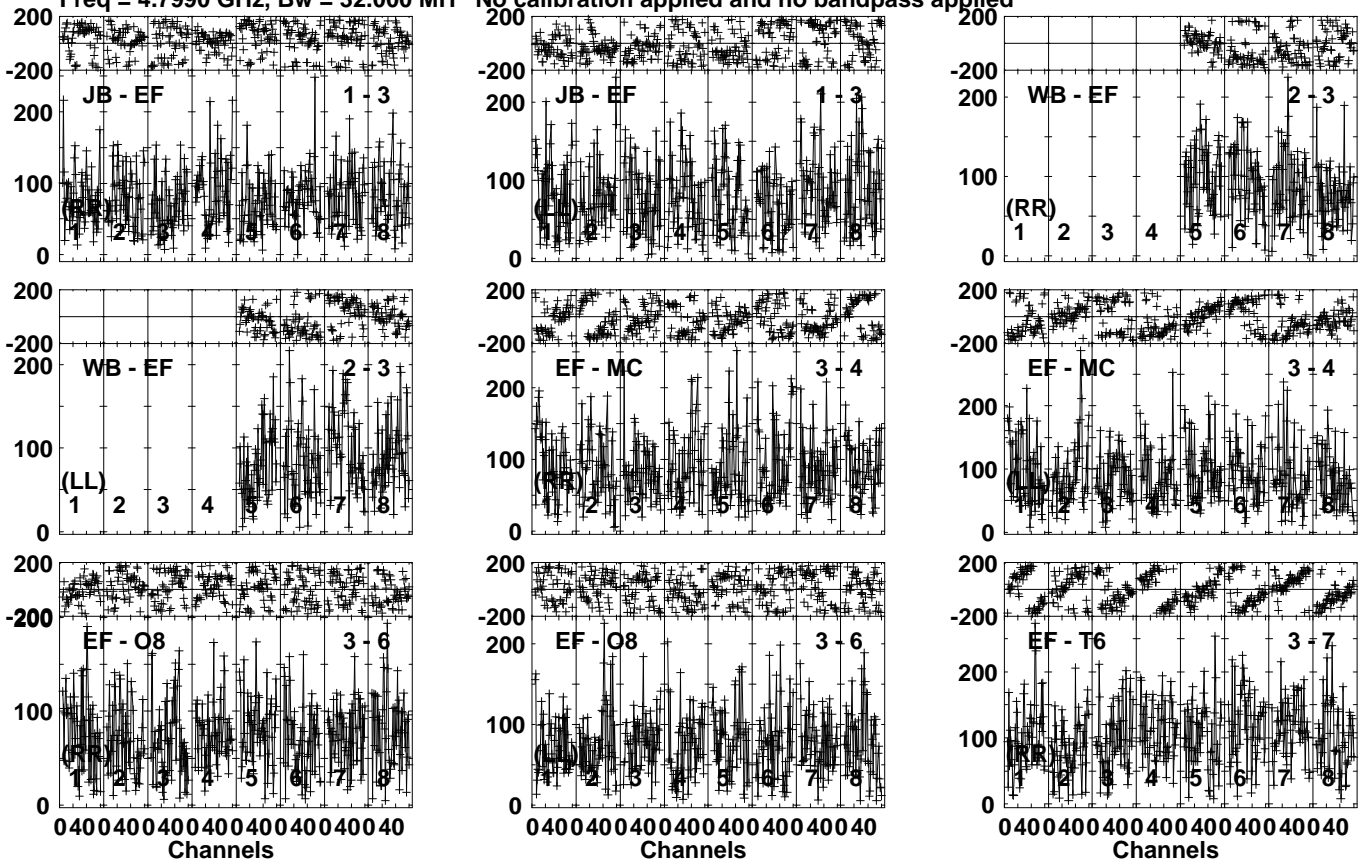 Freq = 4.7990 GHz, Bw = 32.000 MH No calibration applied and no bandpass applied
-200 -200
JB - EF 1 - 3 JB - EF 1 - 3 WB - EF 2 - 3
200 200 200
100 100 100
(RR) (LL) (RR)
1 2 3 4 5 6 7 8 1 2 3 4 5 6 7 8 1 2 3 4 5 6 7 8
0 0 0
200 200 200
-200 -200 -200
WB - EF 2 - 3 EF - MC 3 - 4 EF - MC 3 - 4
200 200 200
100 100 100
(LL) (RR) (LL)
1 2 3 4 5 6 7 8 1 2 3 4 5 6 7 8 1 2 3 4 5 6 7 8
0 0 0
200 200 200
-200 200 -200 -200
EF - O8 3 - 6 EF - O8 3 - 6 EF - T6 3 - 7
200 200
100 100 100
(RR) (LL) (RR)
1 2 3 4 5 6 7 8 1 2 3 4 5 6 7 8 1 2 3 4 5 6 7 8
0 0 0
0 40 0 40 0 40 0 40 0 40 0 40 0 40 0 40 0 40 0 40 0 40 0 40 0 40 0 40 0 40 0 40 0 40 0 40 0 40 0 40 0 40 0 40 0 40 0 40
Channels Channels Channels